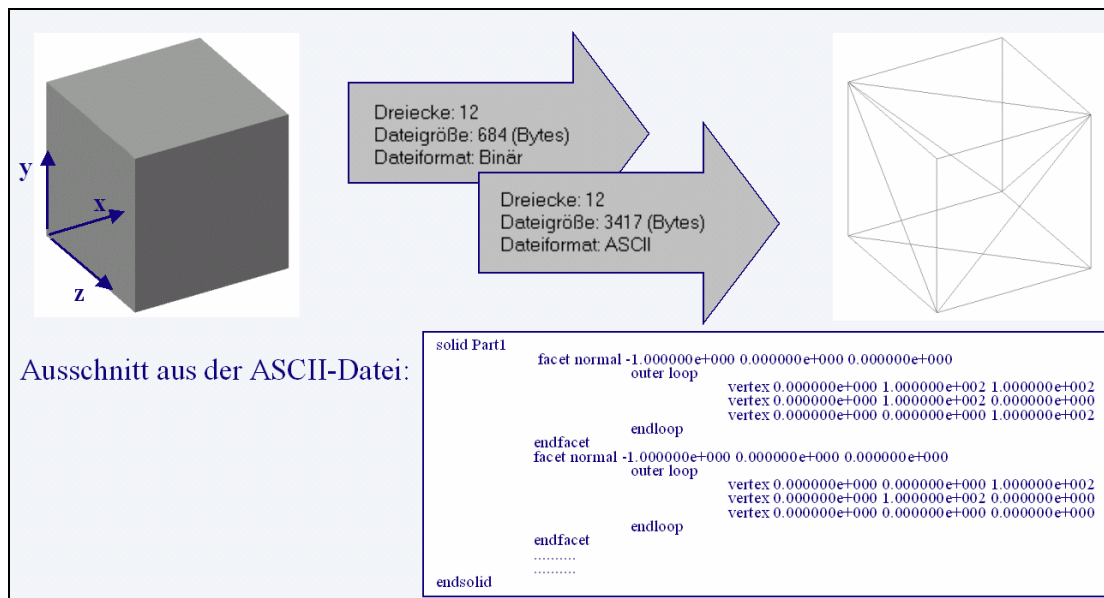 y
x
z
Dreiecke: 12
Dateigröße: 684 (Bytes)
Dateiformat: Binär
Dreiecke: 12
Dateigröße: 3417 (Bytes)
Dateiformat: ASCII
Ausschnitt aus der ASCII-Datei:
solid Part1
facet normal -1.000000e+000 0.000000e+000 0.000000e+000
outer loop
vertex 0.000000e+000 1.000000e+002 1.000000e+002
vertex 0.000000e+000 1.000000e+002 0.000000e+000
vertex 0.000000e+000 0.000000e+000 1.000000e+002
endloop
endfacet
facet normal -1.000000e+000 0.000000e+000 0.000000e+000
outer loop
vertex 0.000000e+000 0.000000e+000 1.000000e+002
vertex 0.000000e+000 1.000000e+002 0.000000e+000
vertex 0.000000e+000 0.000000e+000 0.000000e+000
endloop
endfacet
..........
..........
endsolid